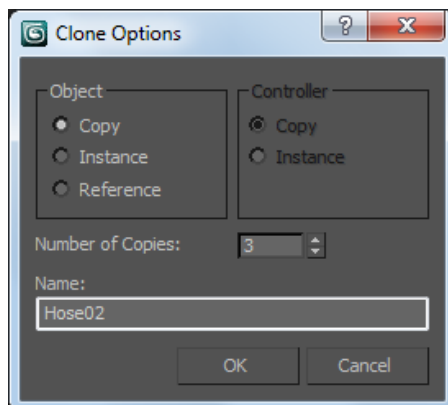 Clone Options
Object
Controller
Copy
Copy
Instance
Instance
Reference
Number of Copies:
3
Name:
Hose02
OK
Cancel